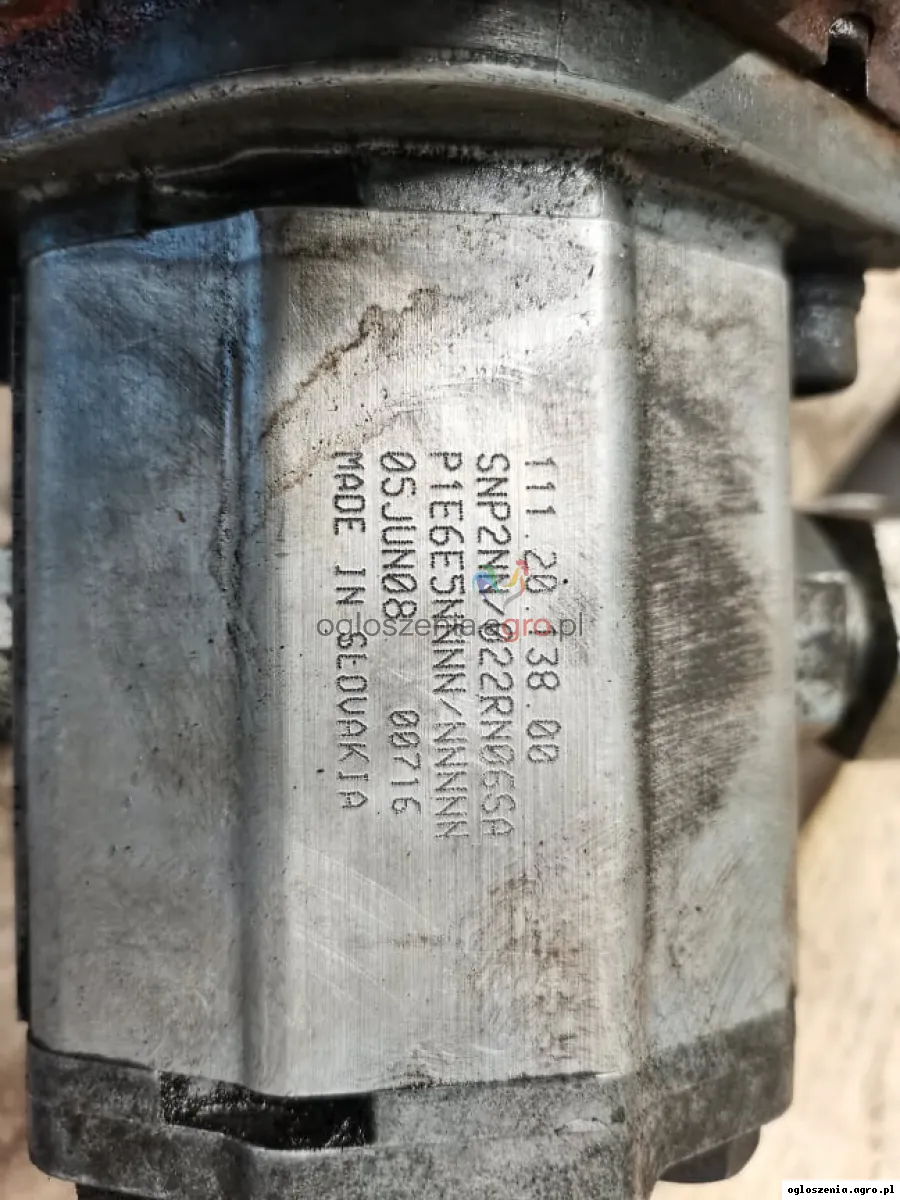 111.20.138.00
SNP2NN/022RN06SA
P1E6E5NNNN/NNNNN
05JUN08 00716
MADE IN SLOVAKIA
ogloszenia.agro.pl
ogloszenia.agro.pl